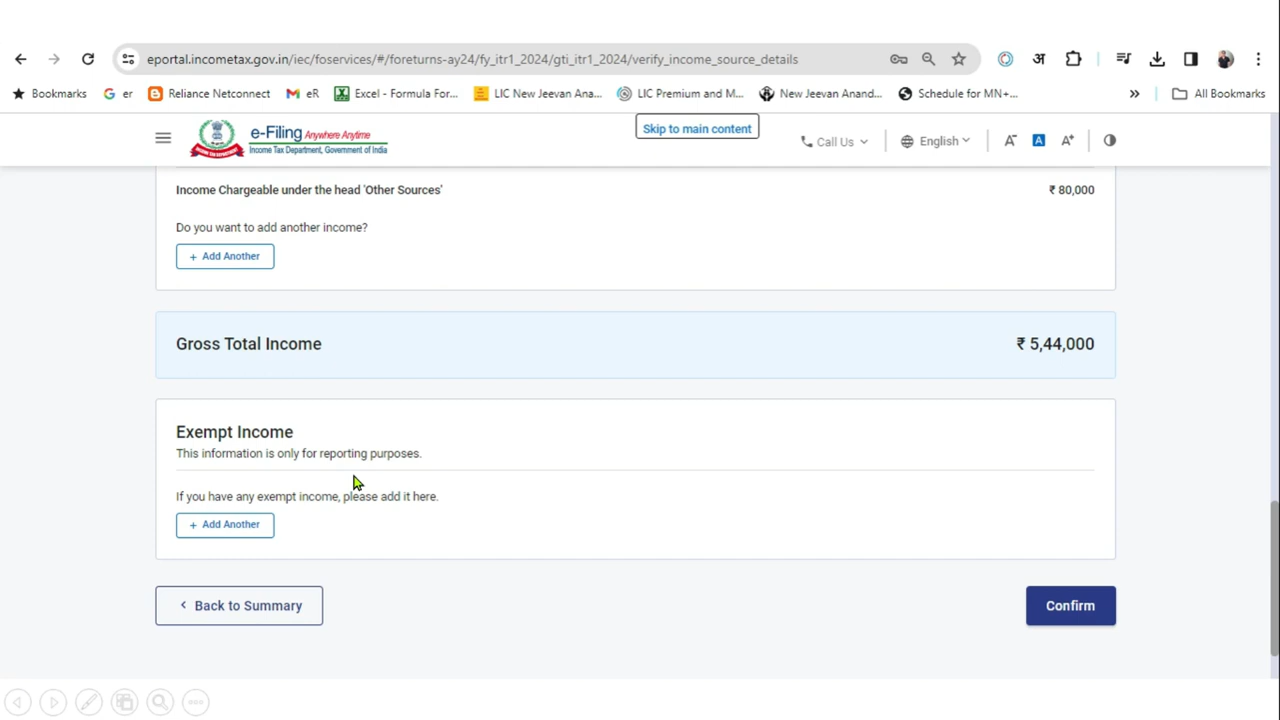 eportal.incometax.gov.in/iec/foservices/#/foreturns-ay24/fy_itr1_2024/gti_itr1_2024/verify_income_source_details
अ
Bookmarks
er
Reliance Netconnect
eR
Excel - Formula For...
LIC New Jeevan Ana...
LIC Premium and M...
New Jeevan Anand...
Schedule for MN+...
»
All Bookmarks
e-Filing Anywhere Anytime
Income Tax Department, Government of India
Skip to main content
Call Us
English
A-
A
A+
Income Chargeable under the head 'Other Sources'
₹ 80,000
Do you want to add another income?
+ Add Another
Gross Total Income
₹ 5,44,000
Exempt Income
This information is only for reporting purposes.
If you have any exempt income, please add it here.
+ Add Another
Back to Summary
Confirm